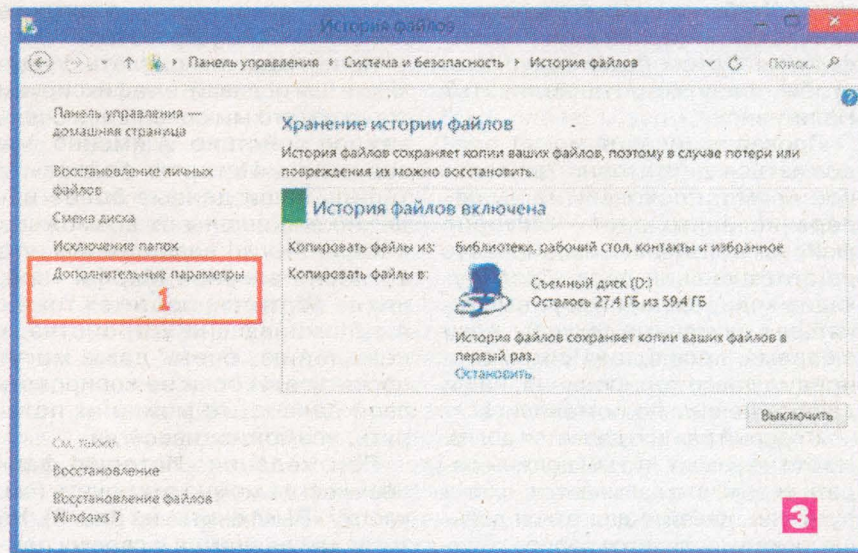 История файлов
Панель управления › Система и безопасность › История файлов
Поиск...
Панель управления —
домашняя страница
Восстановление личных
файлов
Смена диска
Исключение папок
Дополнительные параметры
1
Хранение истории файлов
История файлов сохраняет копии ваших файлов, поэтому в случае потери или
повреждения их можно восстановить.
История файлов включена
Копировать файлы из: Библиотеки, рабочий стол, контакты и избранное
Копировать файлы в: Съемный диск (D:)
Осталось 27,4 ГБ из 59,4 ГБ
История файлов сохраняет копии ваших файлов в
первый раз.
Остановить
Выключить
См. также
Восстановление
Восстановление файлов
Windows 7
3